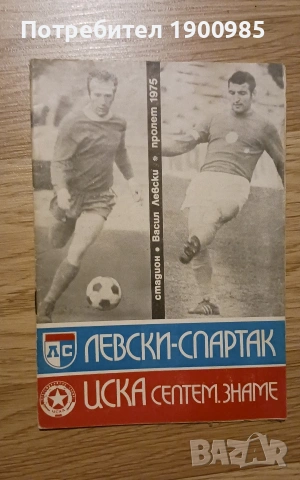 Потребител 1900985
стадион • Васил Левски • пролет 1975
ЛС
ЛЕВСКИ-СПАРТАК
ЦСКА СЕПТЕМ. ЗНАМЕ
BAZAR